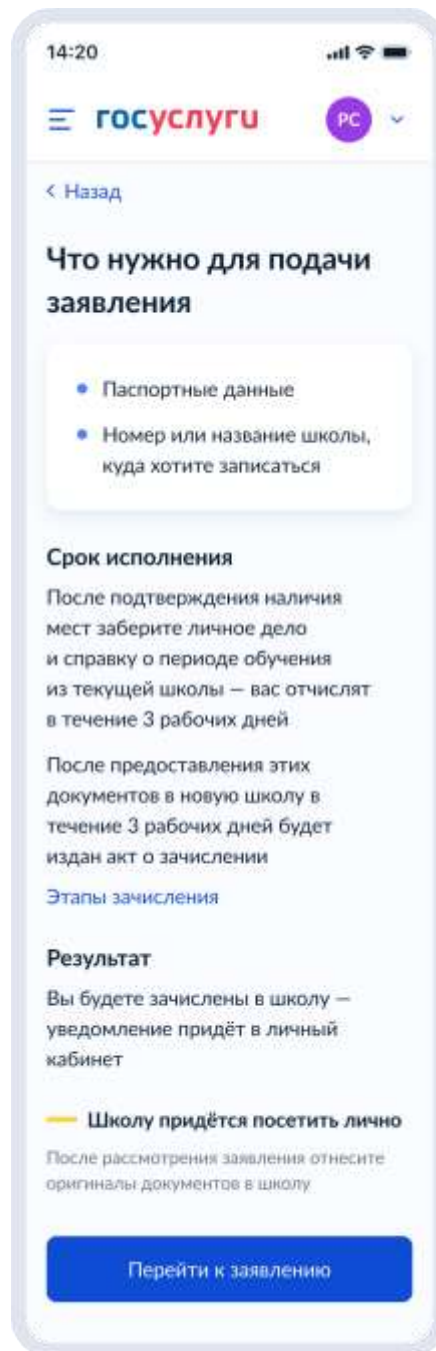 14:20
госуслуги
РС
Назад
Что нужно для подачи
заявления
Паспортные данные
Номер или название школы,
куда хотите записаться
Срок исполнения
После подтверждения наличия
мест заберите личное дело
и справку о периоде обучения
из текущей школы — вас отчислят
в течение 3 рабочих дней
После предоставления этих
документов в новую школу в
течение 3 рабочих дней будет
издан акт о зачислении
Этапы зачисления
Результат
Вы будете зачислены в школу —
уведомление придёт в личный
кабинет
Школу придётся посетить лично
После рассмотрения заявления отнесите
оригиналы документов в школу
Перейти к заявлению